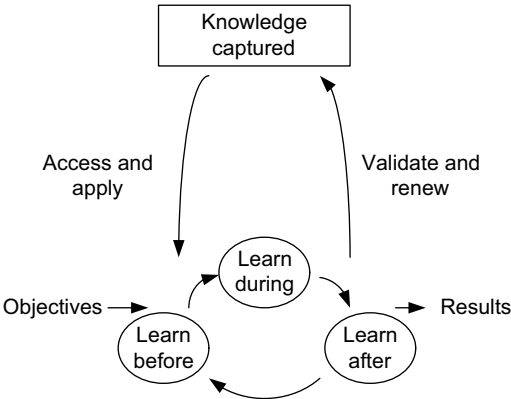 Knowledge
captured
Access and
apply
Validate and
renew
Learn
during
Objectives
Results
Learn
before
Learn
after